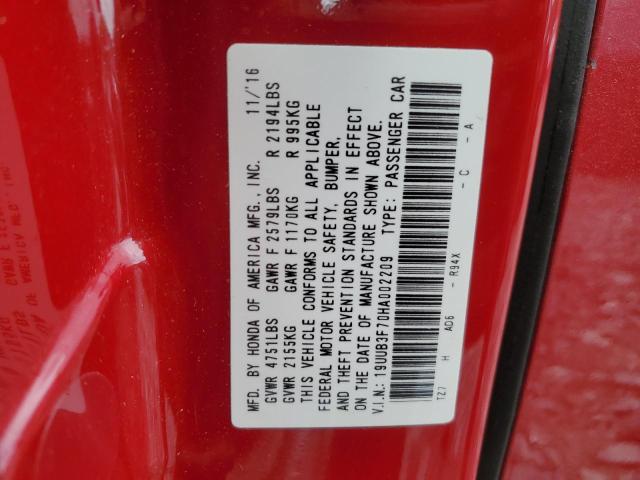 MFD. BY HONDA OF AMERICA MFG., INC. 11/'16
GVWR 4751LBS GAWR F 2579LBS R 2194LBS
GVWR 2155KG GAWR F 1170KG R 995KG
THIS VEHICLE CONFORMS TO ALL APPLICABLE
FEDERAL MOTOR VEHICLE SAFETY, BUMPER,
AND THEFT PREVENTION STANDARDS IN EFFECT
ON THE DATE OF MANUFACTURE SHOWN ABOVE.
V.I.N.: 19UUB3F70HA002209 TYPE: PASSENGER CAR
TZ7 H AD6 - R94X - C - A